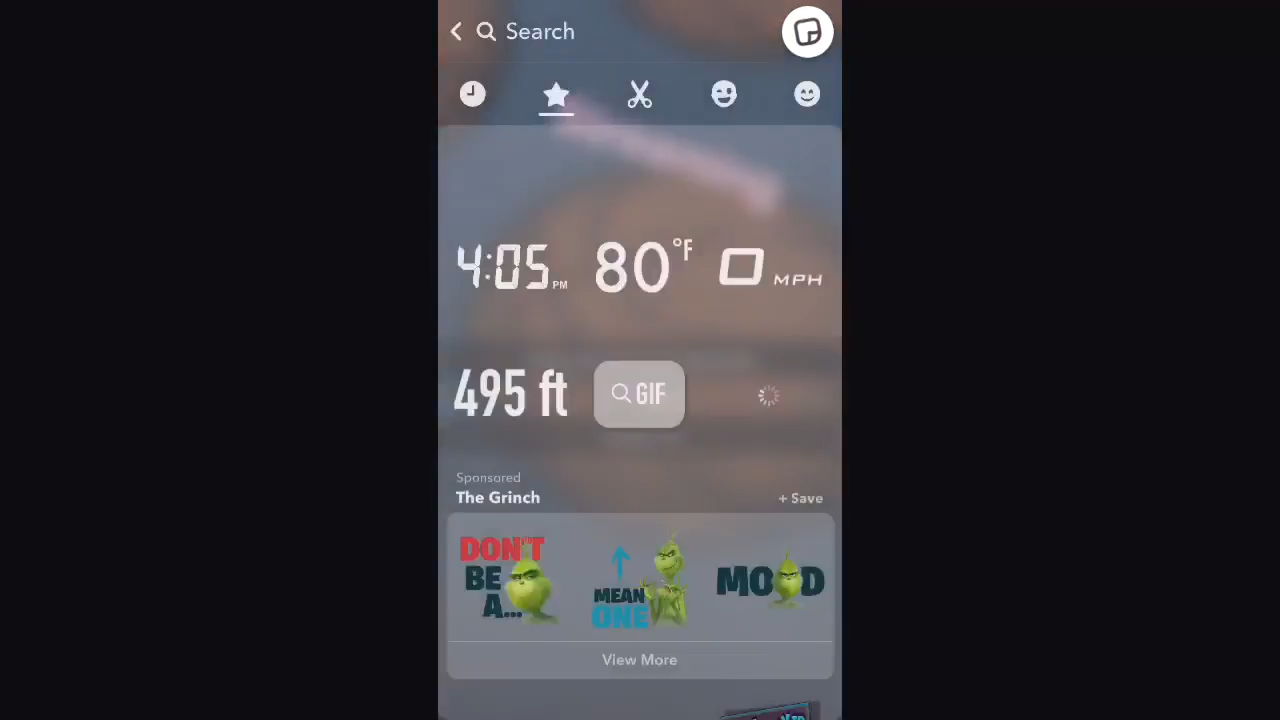 Search
4:05 PM
80 °F
0 MPH
495 ft
GIF
Sponsored
The Grinch
+ Save
DON'T
BE
A...
MEAN
ONE
MOOD
View More